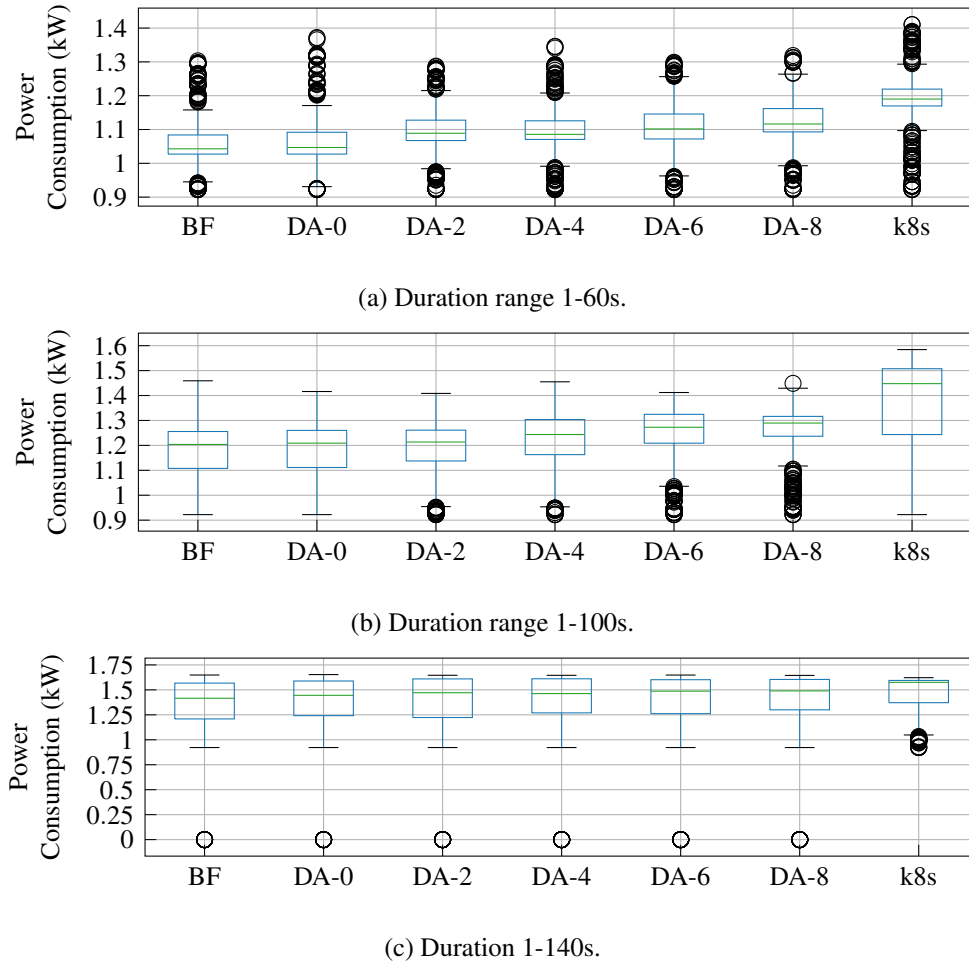 Power
Consumption (kW)
1.4
1.3
1.2
1.1
1
0.9
BF DA-0 DA-2 DA-4 DA-6 DA-8 k8s
(a) Duration range 1-60s.
Power
Consumption (kW)
1.6
1.5
1.4
1.3
1.2
1.1
1
0.9
BF DA-0 DA-2 DA-4 DA-6 DA-8 k8s
(b) Duration range 1-100s.
Power
Consumption (kW)
1.75
1.5
1.25
1
0.75
0.5
0.25
0
BF DA-0 DA-2 DA-4 DA-6 DA-8 k8s
(c) Duration 1-140s.